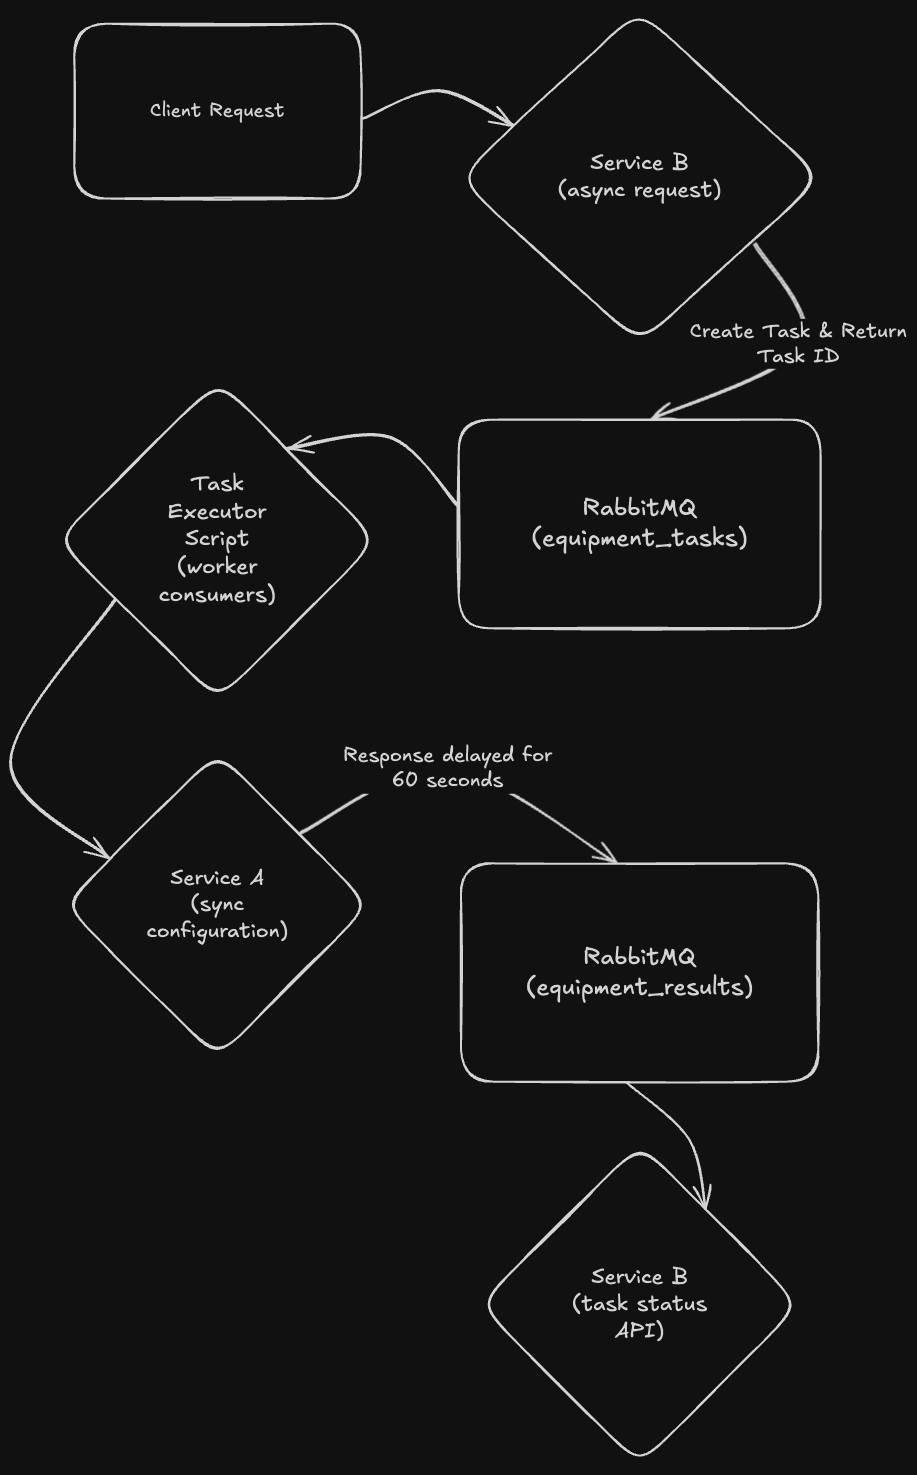 Client Request
Service B
(async request)
Create Task & Return
Task ID
RabbitMQ
(equipment_tasks)
Task
Executor
Script
(worker
consumers)
Response delayed for
60 seconds
Service A
(sync
configuration)
RabbitMQ
(equipment_results)
Service B
(task status
API)